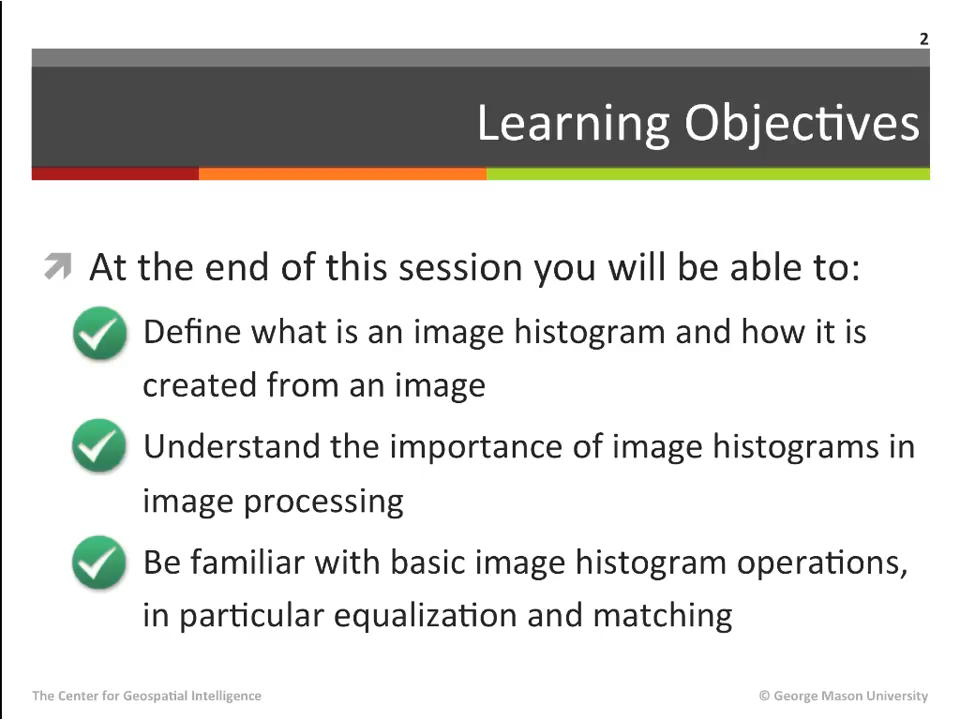 2
Learning Objectives
At the end of this session you will be able to:
Define what is an image histogram and how it is
created from an image
Understand the importance of image histograms in
image processing
Be familiar with basic image histogram operations,
in particular equalization and matching
The Center for Geospatial Intelligence
© George Mason University